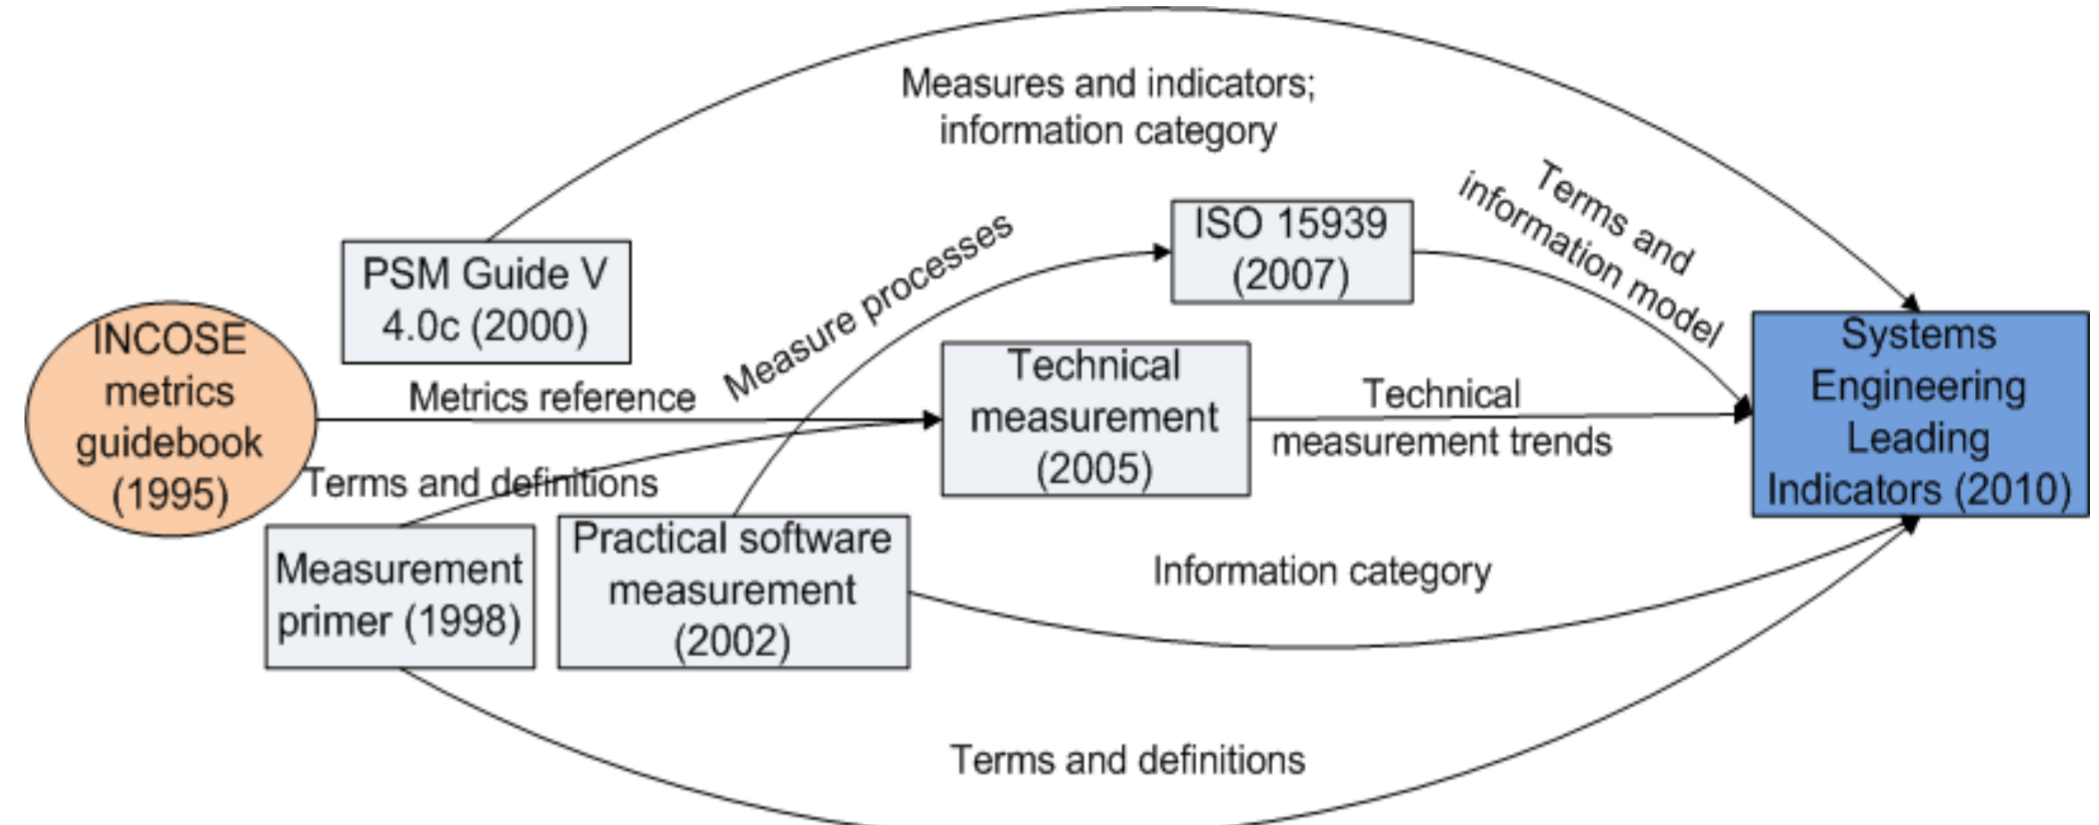 Measures and indicators;
information category
Terms and
information model
Measure processes
ISO 15939
(2007)
PSM Guide V
4.0c (2000)
INCOSE
metrics
guidebook
(1995)
Metrics reference
Technical
measurement
(2005)
Technical
measurement trends
Systems
Engineering
Leading
Indicators (2010)
Terms and definitions
Measurement
primer (1998)
Practical software
measurement
(2002)
Information category
Terms and definitions